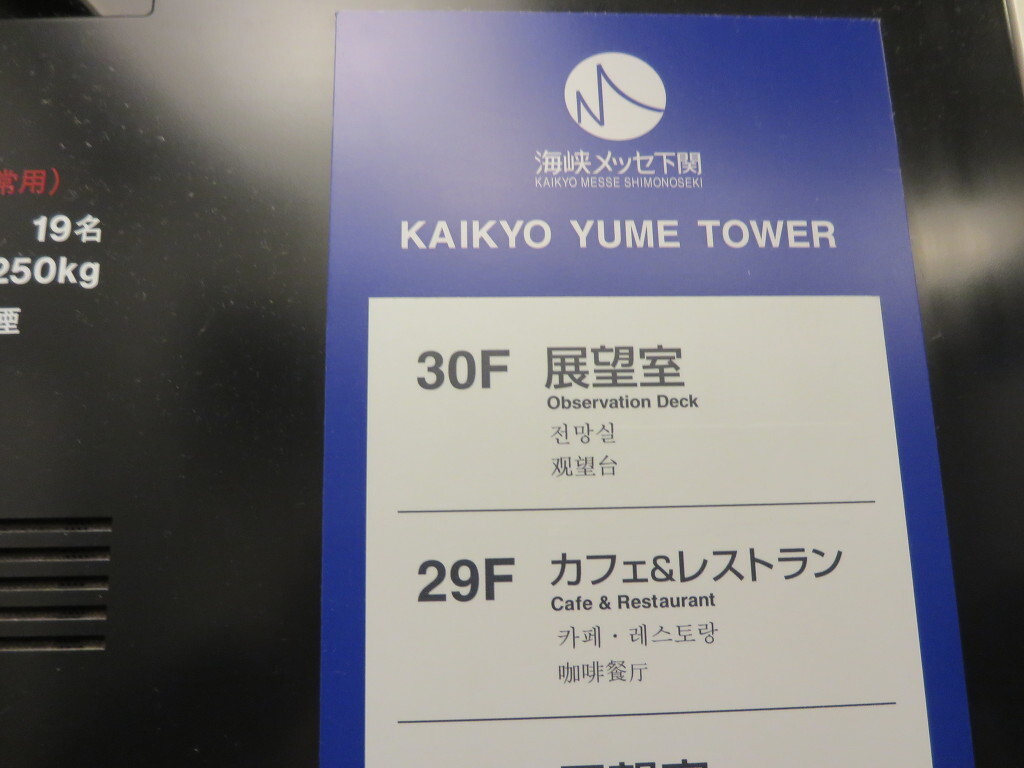 常用）
19名
250kg
海峡メッセ下関
KAIKYO MESSE SHIMONOSEKI
KAIKYO YUME TOWER
30F 展望室
Observation Deck
전망실
观望台
29F カフェ&レストラン
Cafe & Restaurant
카페・레스토랑
咖啡餐厅